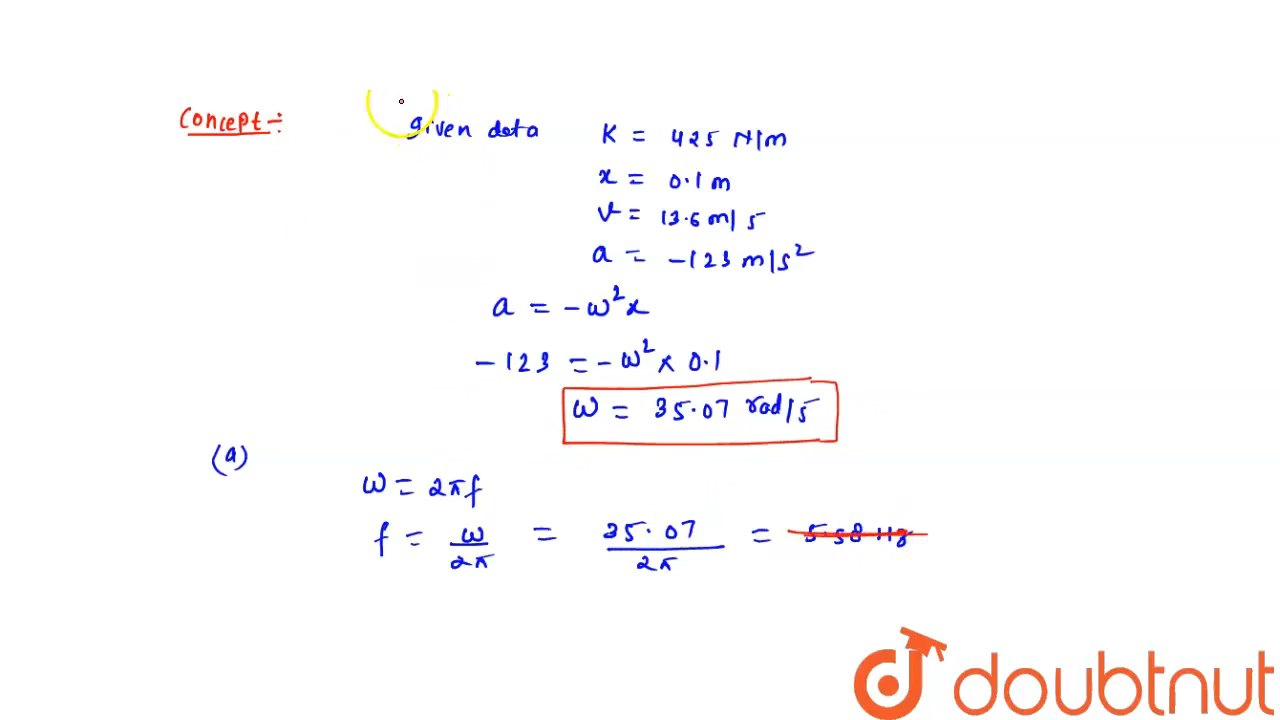 Concept :-
given data K = 425 N/m
x = 0.1 m
v = 13.6 m/s
a = -123 m/s²
a = -ω²x
-123 = -ω² x 0.1
ω = 35.07 rad/s
(a)
ω = 2πf
f = ω/2π = 35.07/2π = 5.58 Hz
doubtnut